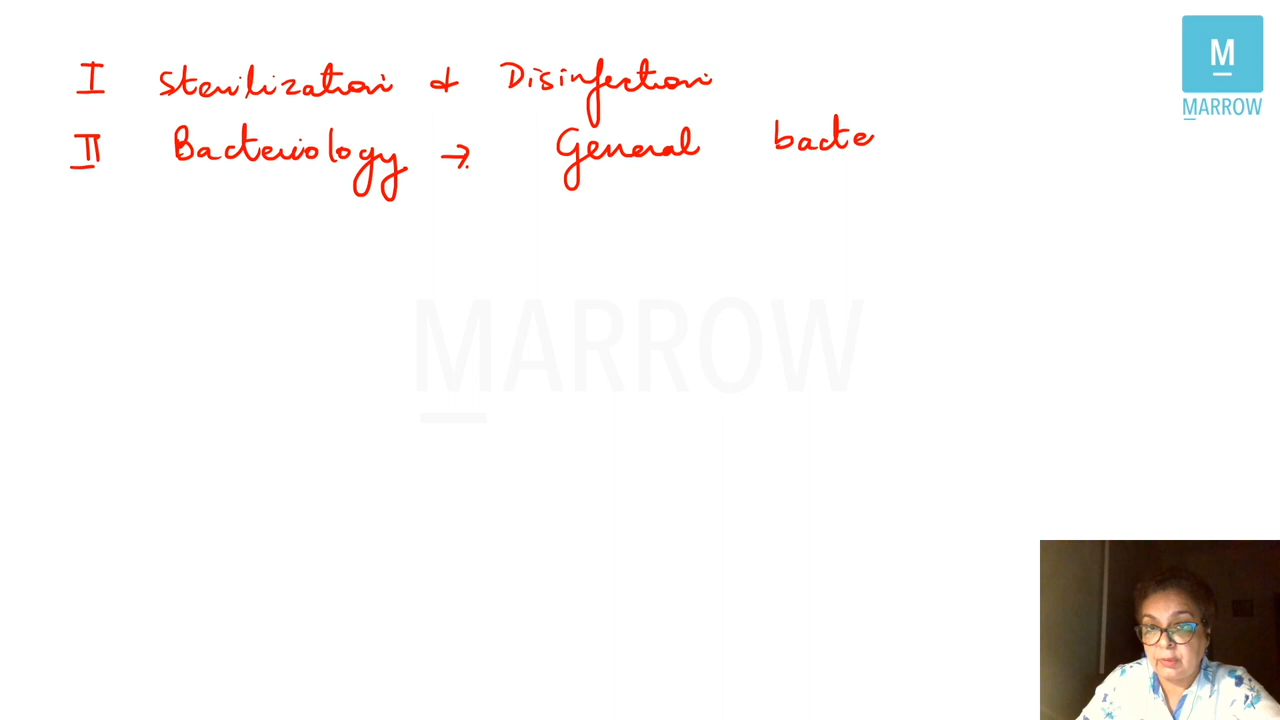 M
MARROW
I Sterilization & Disinfection
II Bacteriology → General bacte
MARROW